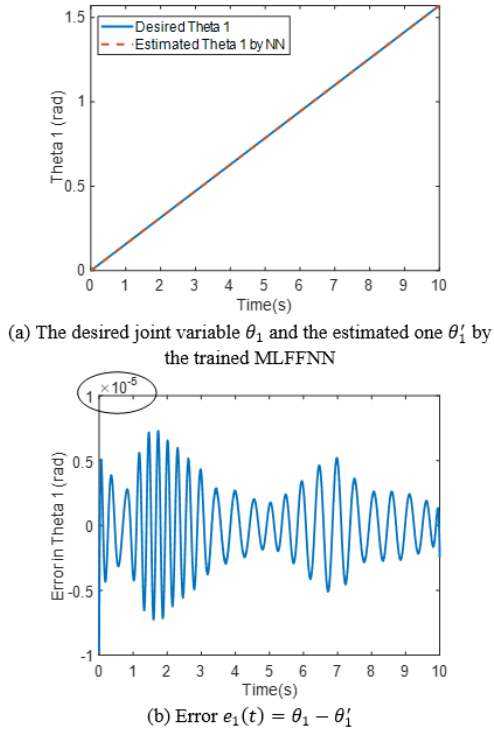 1.5
1
0.5
0
Theta 1 (rad)
Desired Theta 1
Estimated Theta 1 by NN
0 1 2 3 4 5 6 7 8 9 10
Time(s)
(a) The desired joint variable θ₁ and the estimated one θ′₁ by
the trained MLFFNN
1 × 10⁻⁵
0.5
0
-0.5
-1
Error in Theta 1 (rad)
0 1 2 3 4 5 6 7 8 9 10
Time(s)
(b) Error e₁(t) = θ₁ − θ′₁